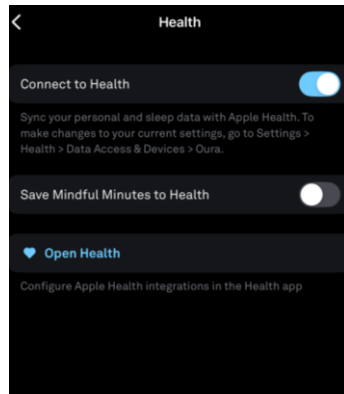 Health
Connect to Health
Sync your personal and sleep data with Apple Health. To
make changes to your current settings, go to Settings >
Health > Data Access & Devices > Oura.
Save Mindful Minutes to Health
Open Health
Configure Apple Health integrations in the Health app